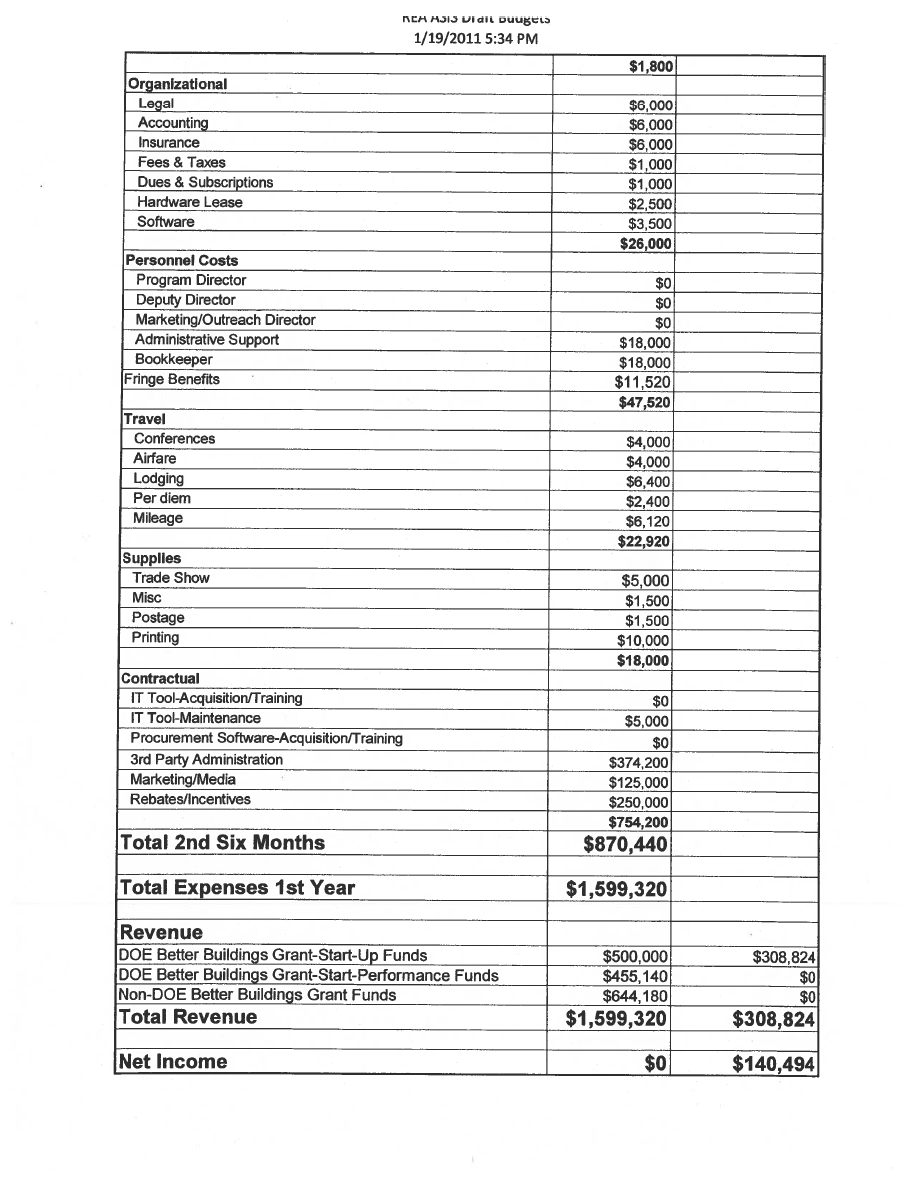 Draft Budgets
1/19/2011 5:34 PM
$1,800
Organizational
Legal $6,000
Accounting $6,000
Insurance $6,000
Fees & Taxes $1,000
Dues & Subscriptions $1,000
Hardware Lease $2,500
Software $3,500
$26,000
Personnel Costs
Program Director $0
Deputy Director $0
Marketing/Outreach Director $0
Administrative Support $18,000
Bookkeeper $18,000
Fringe Benefits $11,520
$47,520
Travel
Conferences $4,000
Airfare $4,000
Lodging $6,400
Per diem $2,400
Mileage $6,120
$22,920
Supplies
Trade Show $5,000
Misc $1,500
Postage $1,500
Printing $10,000
$18,000
Contractual
IT Tool-Acquisition/Training $0
IT Tool-Maintenance $5,000
Procurement Software-Acquisition/Training $0
3rd Party Administration $374,200
Marketing/Media $125,000
Rebates/Incentives $250,000
$754,200
Total 2nd Six Months $870,440
Total Expenses 1st Year $1,599,320
Revenue
DOE Better Buildings Grant-Start-Up Funds $500,000 $308,824
DOE Better Buildings Grant-Start-Performance Funds $455,140 $0
Non-DOE Better Buildings Grant Funds $644,180 $0
Total Revenue $1,599,320 $308,824
Net Income $0 $140,494